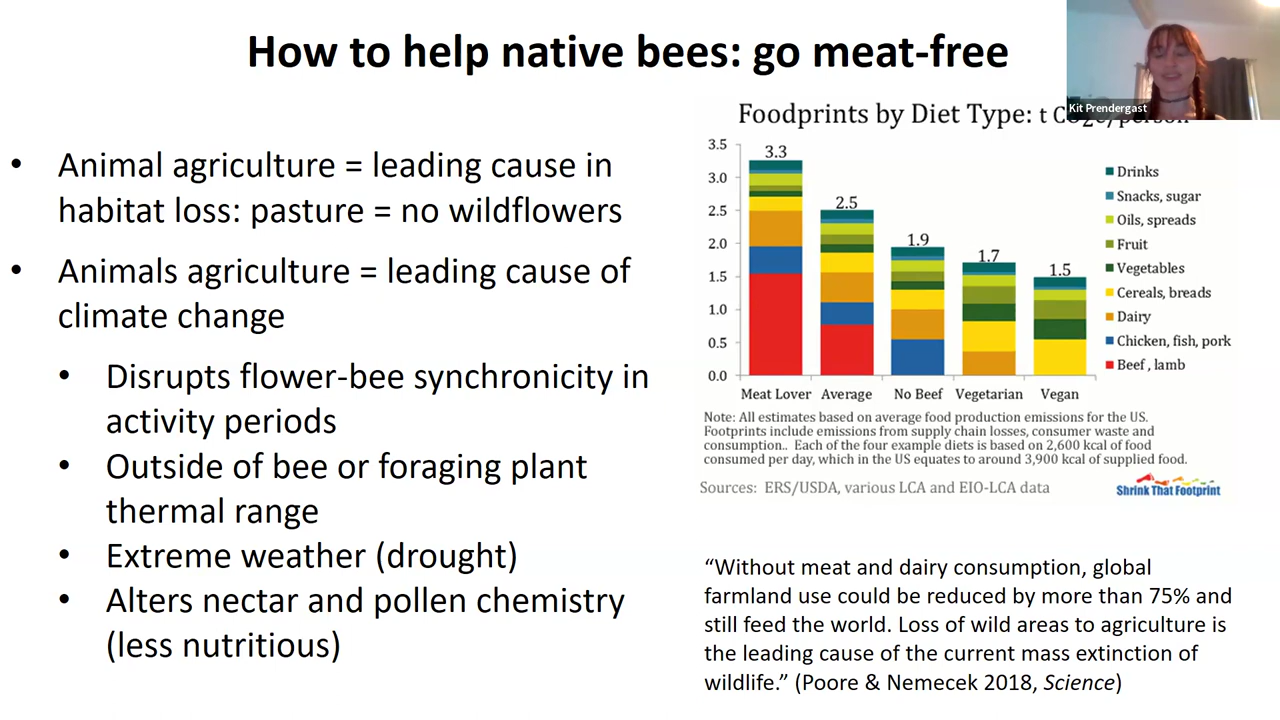 How to help native bees: go meat-free
Kit Prendergast
• Animal agriculture = leading cause in
habitat loss: pasture = no wildflowers
• Animals agriculture = leading cause of
climate change
• Disrupts flower-bee synchronicity in
activity periods
• Outside of bee or foraging plant
thermal range
• Extreme weather (drought)
• Alters nectar and pollen chemistry
(less nutritious)
Foodprints by Diet Type: t CO2e/person
3.5
3.0
2.5
2.0
1.5
1.0
0.5
0.0
3.3
2.5
1.9
1.7
1.5
Meat Lover
Average
No Beef
Vegetarian
Vegan
Drinks
Snacks, sugar
Oils, spreads
Fruit
Vegetables
Cereals, breads
Dairy
Chicken, fish, pork
Beef , lamb
Note: All estimates based on average food production emissions for the US.
Footprints include emissions from supply chain losses, consumer waste and
consumption.. Each of the four example diets is based on 2,600 kcal of food
consumed per day, which in the US equates to around 3,900 kcal of supplied food.
Sources: ERS/USDA, various LCA and EIO-LCA data
Shrink That Footprint
“Without meat and dairy consumption, global
farmland use could be reduced by more than 75% and
still feed the world. Loss of wild areas to agriculture is
the leading cause of the current mass extinction of
wildlife.” (Poore & Nemecek 2018, Science)